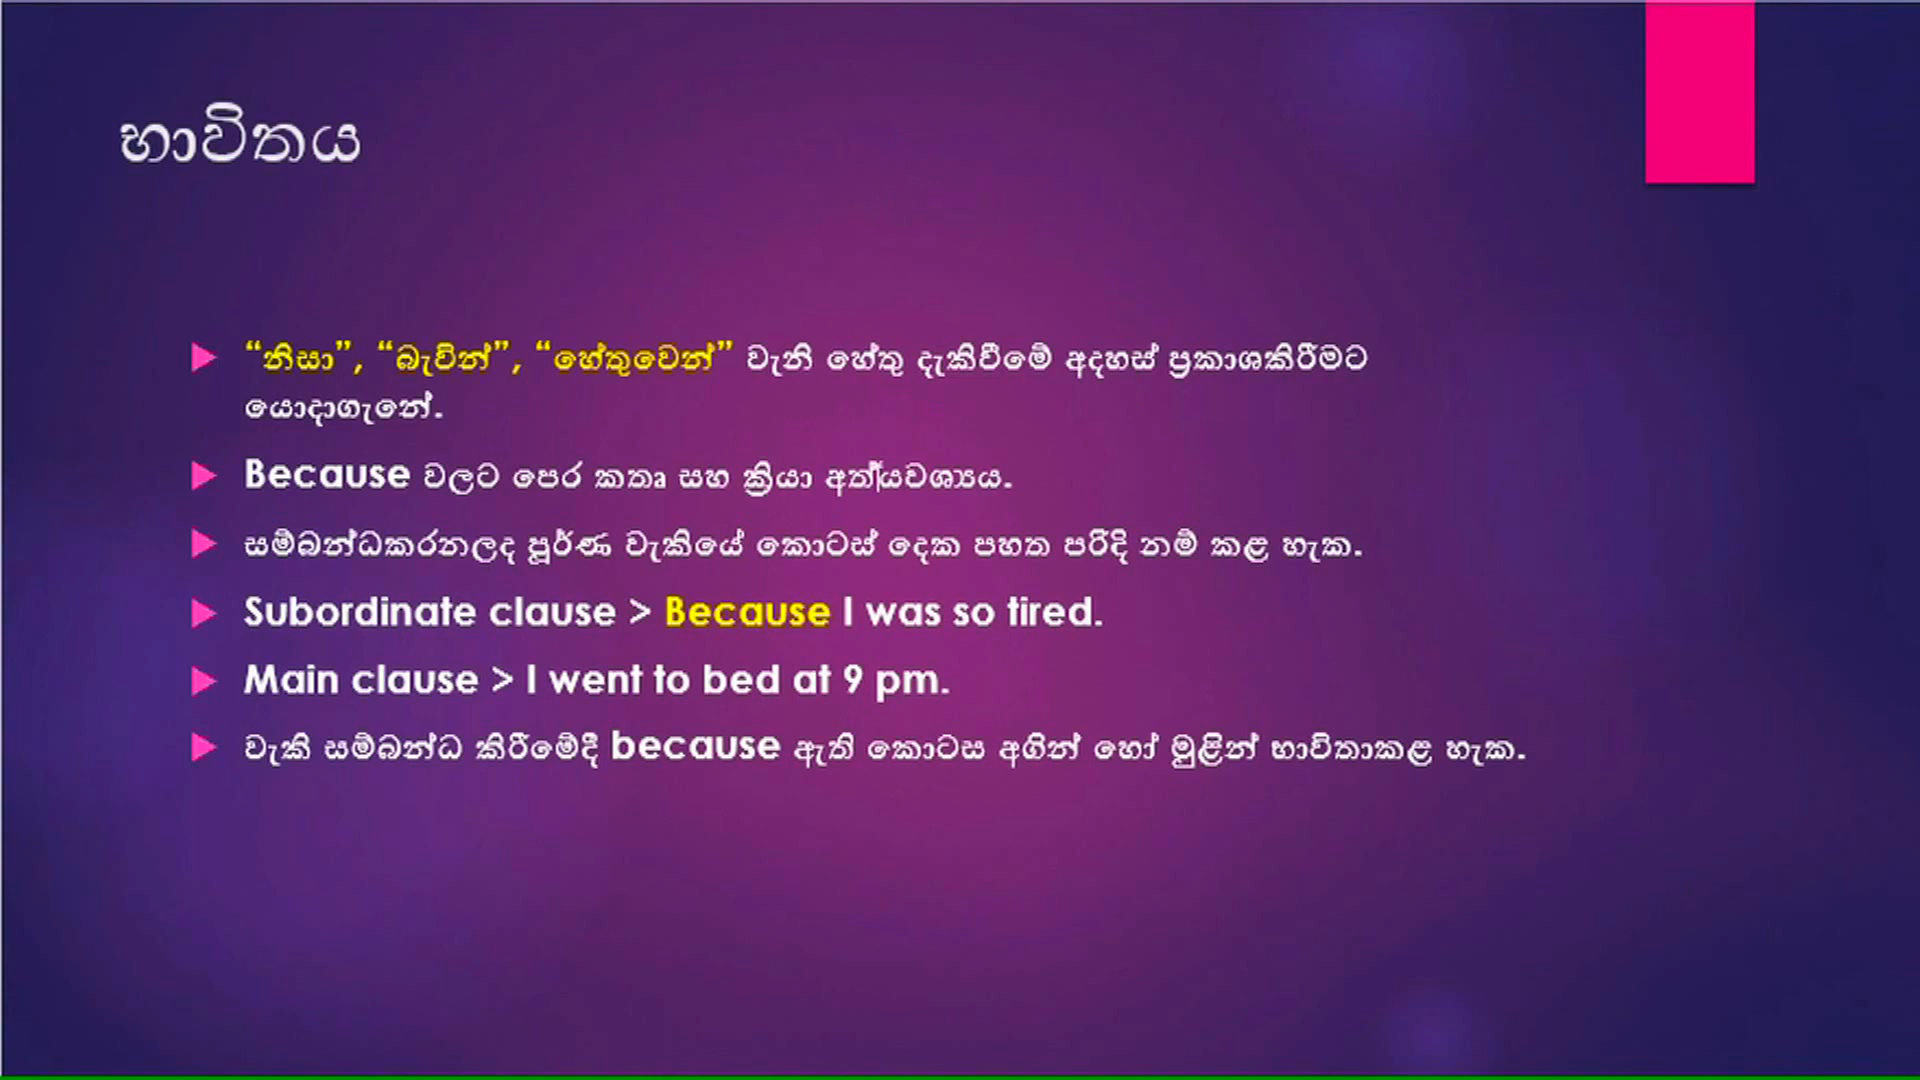 භාවිතය
“නිසා”, “බැවින්”, “හේතුවෙන්” වැනි හේතු දැක්වීමේ අදහස් ප්‍රකාශකිරීමට
යොදාගැනේ.
Because වලට පෙර කතෘ සහ ක්‍රියා අත්‍යවශ්‍යය.
සම්බන්ධකරනලද පූර්ණ වැකියේ කොටස් දෙක පහත පරිදි නම් කළ හැක.
Subordinate clause > Because I was so tired.
Main clause > I went to bed at 9 pm.
වැකි සම්බන්ධ කිරීමේදී because ඇති කොටස අගින් හෝ මුළින් භාවිතාකළ හැක.